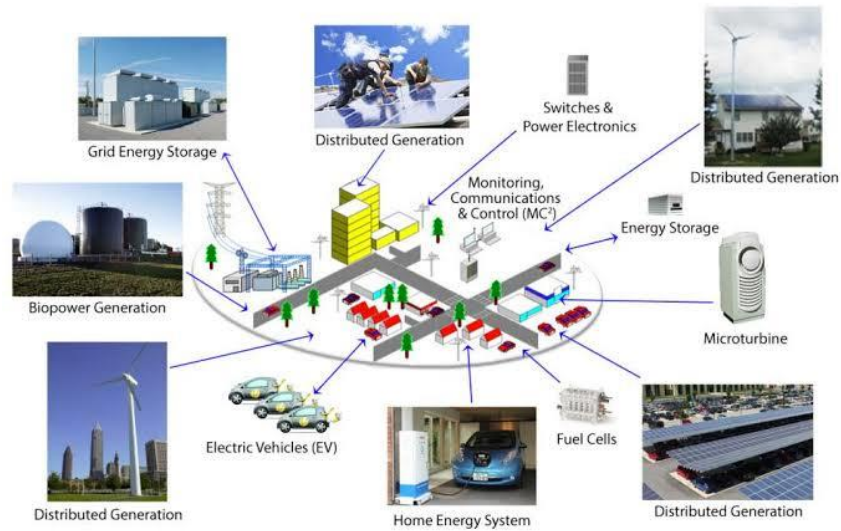 Grid Energy Storage
Distributed Generation
Switches &
Power Electronics
Distributed Generation
Monitoring,
Communications
& Control (MC²)
Energy Storage
Biopower Generation
Microturbine
Electric Vehicles (EV)
Fuel Cells
Distributed Generation
Home Energy System
Distributed Generation